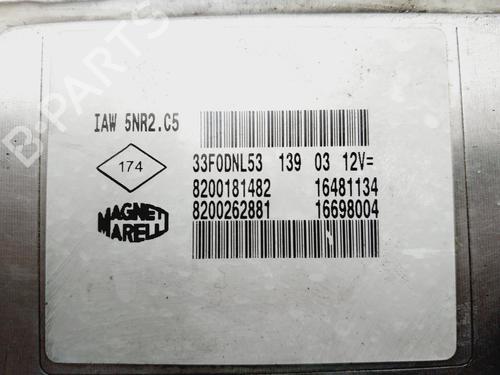 B-PARTS
IAW 5NR2.C5
174
33F0DNL53 139 03 12V=
8200181482 16481134
8200262881 16698004
MAGNETI
MARELLI